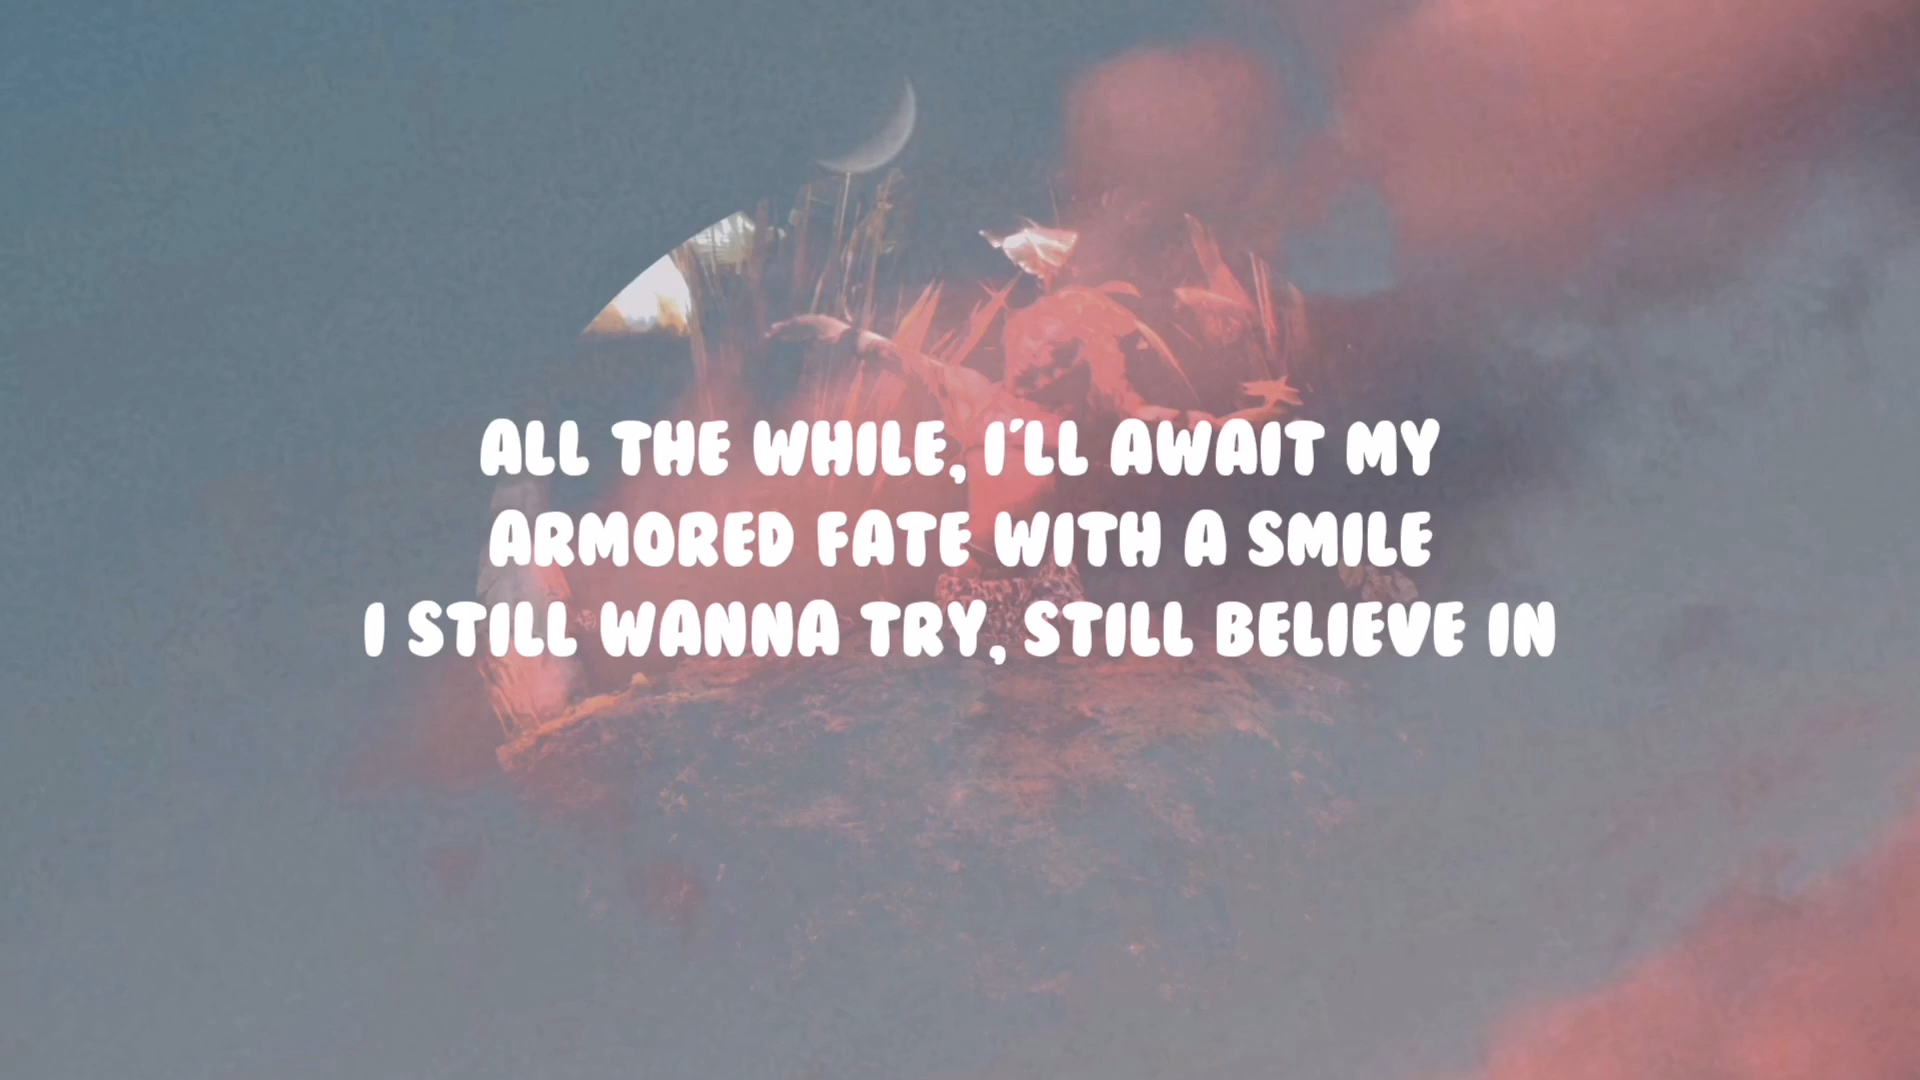 ALL THE WHILE, I'LL AWAIT MY
ARMORED FATE WITH A SMILE
I STILL WANNA TRY, STILL BELIEVE IN